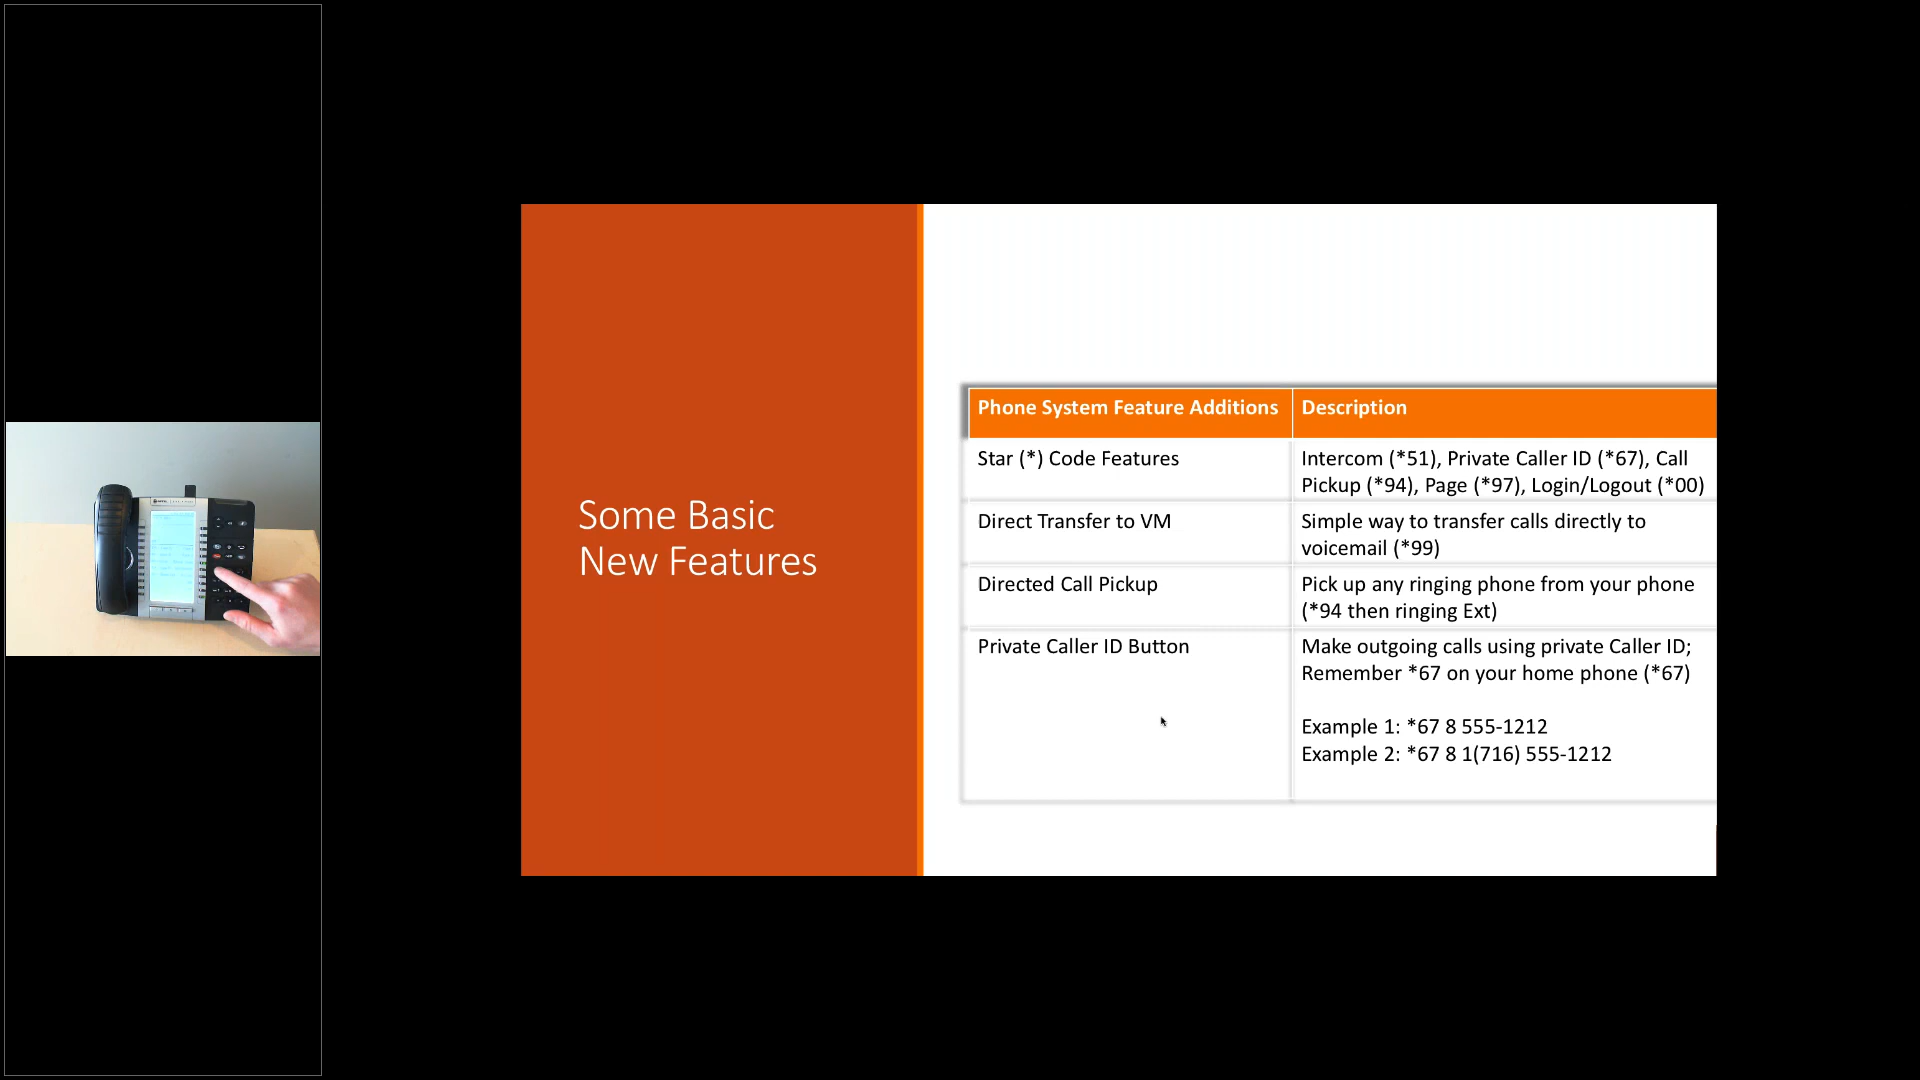 Some Basic
New Features
Phone System Feature Additions
Description
Star (*) Code Features
Intercom (*51), Private Caller ID (*67), Call
Pickup (*94), Page (*97), Login/Logout (*00)
Direct Transfer to VM
Simple way to transfer calls directly to
voicemail (*99)
Directed Call Pickup
Pick up any ringing phone from your phone
(*94 then ringing Ext)
Private Caller ID Button
Make outgoing calls using private Caller ID;
Remember *67 on your home phone (*67)
Example 1: *67 8 555-1212
Example 2: *67 8 1(716) 555-1212